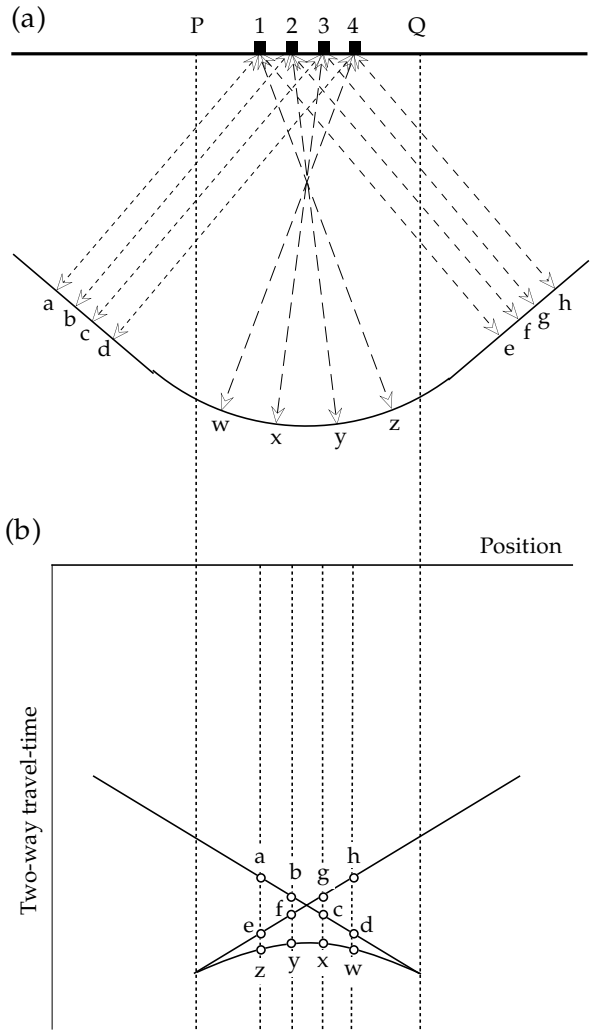 (a)
P 1 2 3 4 Q
a
b
c
d
h
g
f
e
w x y z
(b)
Position
Two-way travel-time
a b g h
f c
e d
z y x w